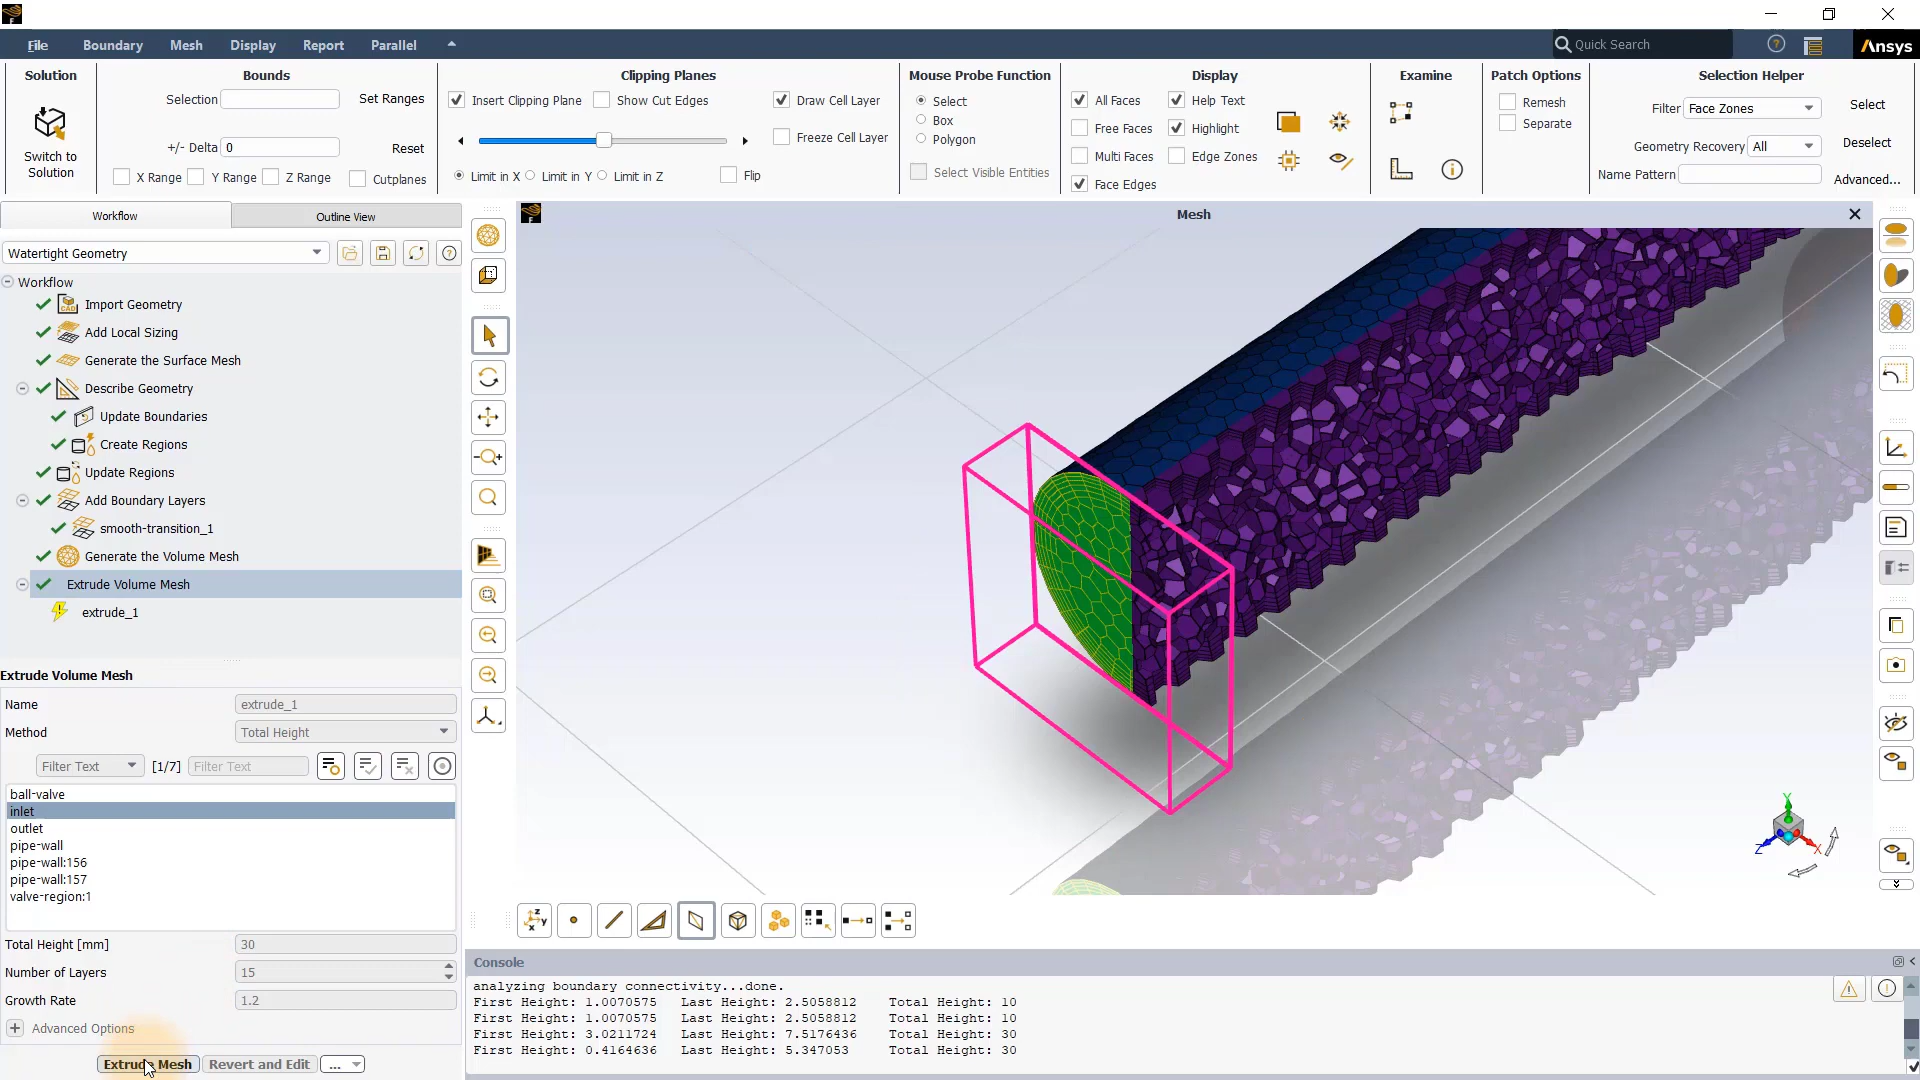 File Boundary Mesh Display Report Parallel
Quick Search
Ansys
Solution
Switch to
Solution
Bounds
Selection
Set Ranges
+/- Delta 0
Reset
X Range Y Range Z Range Cutplanes
Clipping Planes
Insert Clipping Plane Show Cut Edges Draw Cell Layer
Freeze Cell Layer
Limit in X Limit in Y Limit in Z Flip
Mouse Probe Function
Select
Box
Polygon
Select Visible Entities
Display
All Faces Help Text
Free Faces Highlight
Multi Faces Edge Zones
Face Edges
Examine
Patch Options
Remesh
Separate
Selection Helper
Filter Face Zones Select
Geometry Recovery All Deselect
Name Pattern Advanced...
Workflow Outline View
Watertight Geometry
Workflow
Import Geometry
Add Local Sizing
Generate the Surface Mesh
Describe Geometry
Update Boundaries
Create Regions
Update Regions
Add Boundary Layers
smooth-transition_1
Generate the Volume Mesh
Extrude Volume Mesh
extrude_1
Extrude Volume Mesh
Name extrude_1
Method Total Height
Filter Text [1/7] Filter Text
ball-valve
inlet
outlet
pipe-wall
pipe-wall:156
pipe-wall:157
valve-region:1
Total Height [mm] 30
Number of Layers 15
Growth Rate 1.2
Advanced Options
Extrude Mesh Revert and Edit ...
Mesh
Y
Z
X
Console
analyzing boundary connectivity...done.
First Height: 1.0070575 Last Height: 2.5058812 Total Height: 10
First Height: 1.0070575 Last Height: 2.5058812 Total Height: 10
First Height: 3.0211724 Last Height: 7.5176436 Total Height: 30
First Height: 0.4164636 Last Height: 5.347053 Total Height: 30